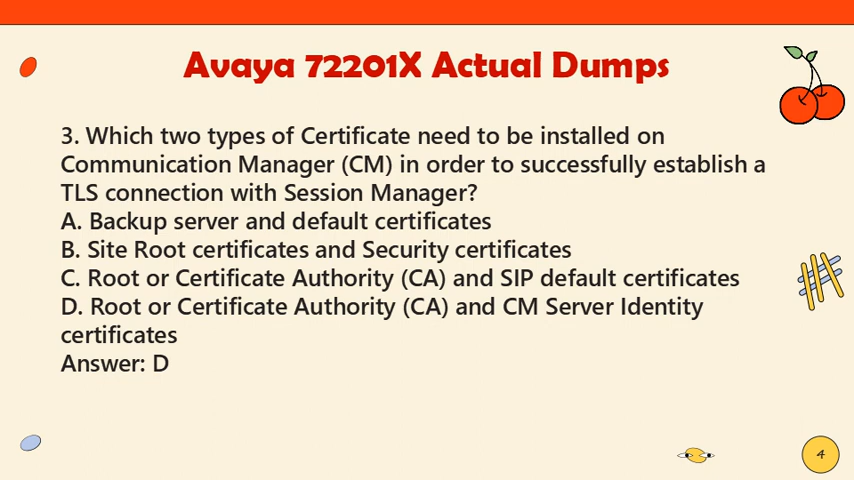 Avaya 72201X Actual Dumps
3. Which two types of Certificate need to be installed on
Communication Manager (CM) in order to successfully establish a
TLS connection with Session Manager?
A. Backup server and default certificates
B. Site Root certificates and Security certificates
C. Root or Certificate Authority (CA) and SIP default certificates
D. Root or Certificate Authority (CA) and CM Server Identity
certificates
Answer: D
4